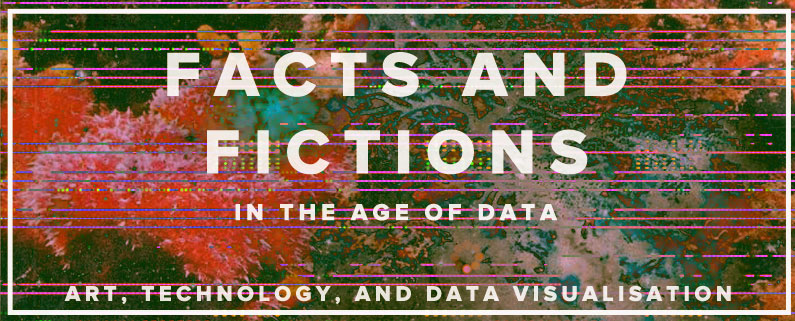 FACTS AND
FICTIONS
IN THE AGE OF DATA
ART, TECHNOLOGY, AND DATA VISUALISATION